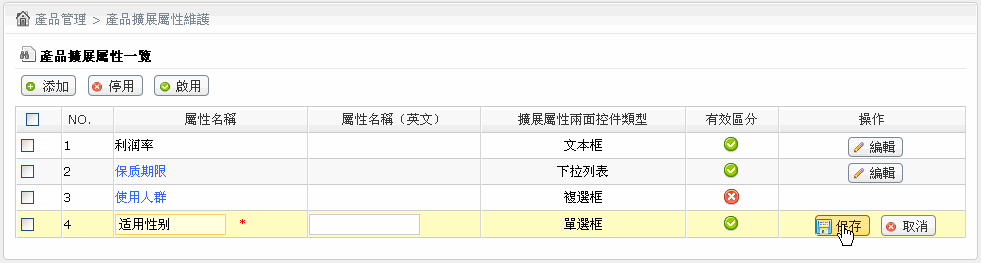 產品管理 > 產品擴展屬性維護
產品擴展屬性一覽
添加 停用 啟用
NO. 屬性名稱 屬性名稱（英文） 擴展屬性兩面控件類型 有效區分 操作
1 利润率 文本框 編輯
2 保质期限 下拉列表 編輯
3 使用人群 複選框
4 适用性别 * 單選框 保存 取消